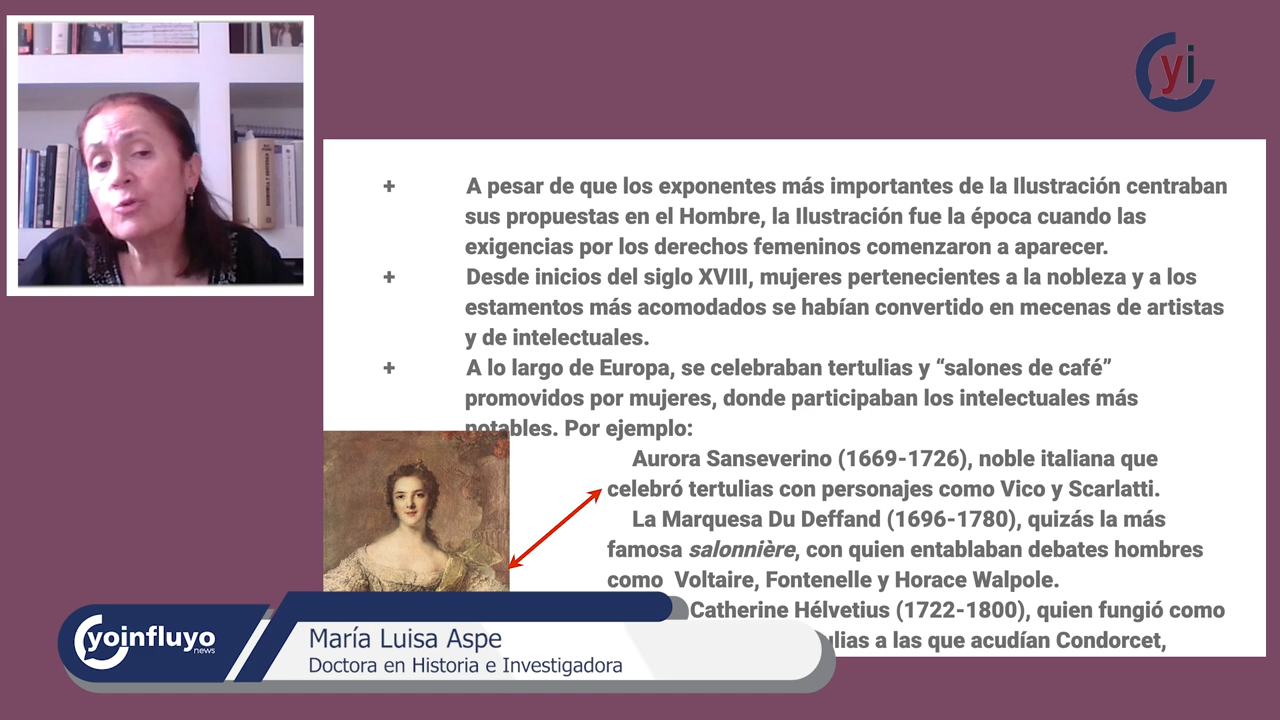 yi
+ A pesar de que los exponentes más importantes de la Ilustración centraban
sus propuestas en el Hombre, la Ilustración fue la época cuando las
exigencias por los derechos femeninos comenzaron a aparecer.
+ Desde inicios del siglo XVIII, mujeres pertenecientes a la nobleza y a los
estamentos más acomodados se habían convertido en mecenas de artistas
y de intelectuales.
+ A lo largo de Europa, se celebraban tertulias y “salones de café”
promovidos por mujeres, donde participaban los intelectuales más
notables. Por ejemplo:
Aurora Sanseverino (1669-1726), noble italiana que
celebró tertulias con personajes como Vico y Scarlatti.
La Marquesa Du Deffand (1696-1780), quizás la más
famosa salonnière, con quien entablaban debates hombres
como Voltaire, Fontenelle y Horace Walpole.
Catherine Hélvetius (1722-1800), quien fungió como
a las que acudían Condorcet,
yoinfluyo
news
María Luisa Aspe
Doctora en Historia e Investigadora